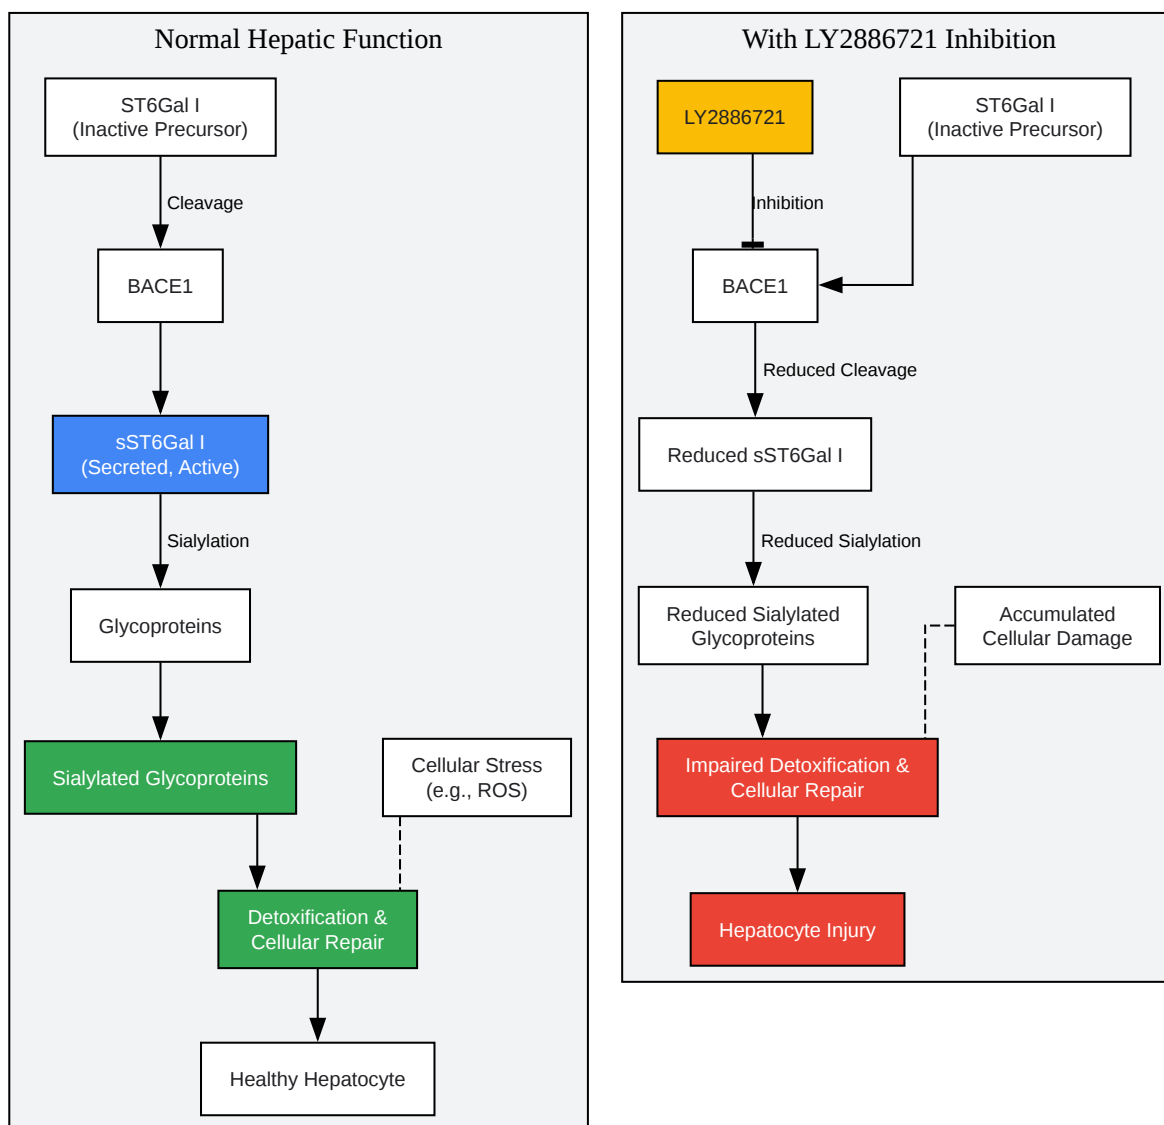 Normal Hepatic Function
ST6Gal I
(Inactive Precursor)
Cleavage
BACE1
sST6Gal I
(Secreted, Active)
Sialylation
Glycoproteins
Sialylated Glycoproteins
Cellular Stress
(e.g., ROS)
Detoxification &
Cellular Repair
Healthy Hepatocyte
With LY2886721 Inhibition
LY2886721
ST6Gal I
(Inactive Precursor)
Inhibition
BACE1
Reduced Cleavage
Reduced sST6Gal I
Reduced Sialylation
Reduced Sialylated
Glycoproteins
Accumulated
Cellular Damage
Impaired Detoxification &
Cellular Repair
Hepatocyte Injury